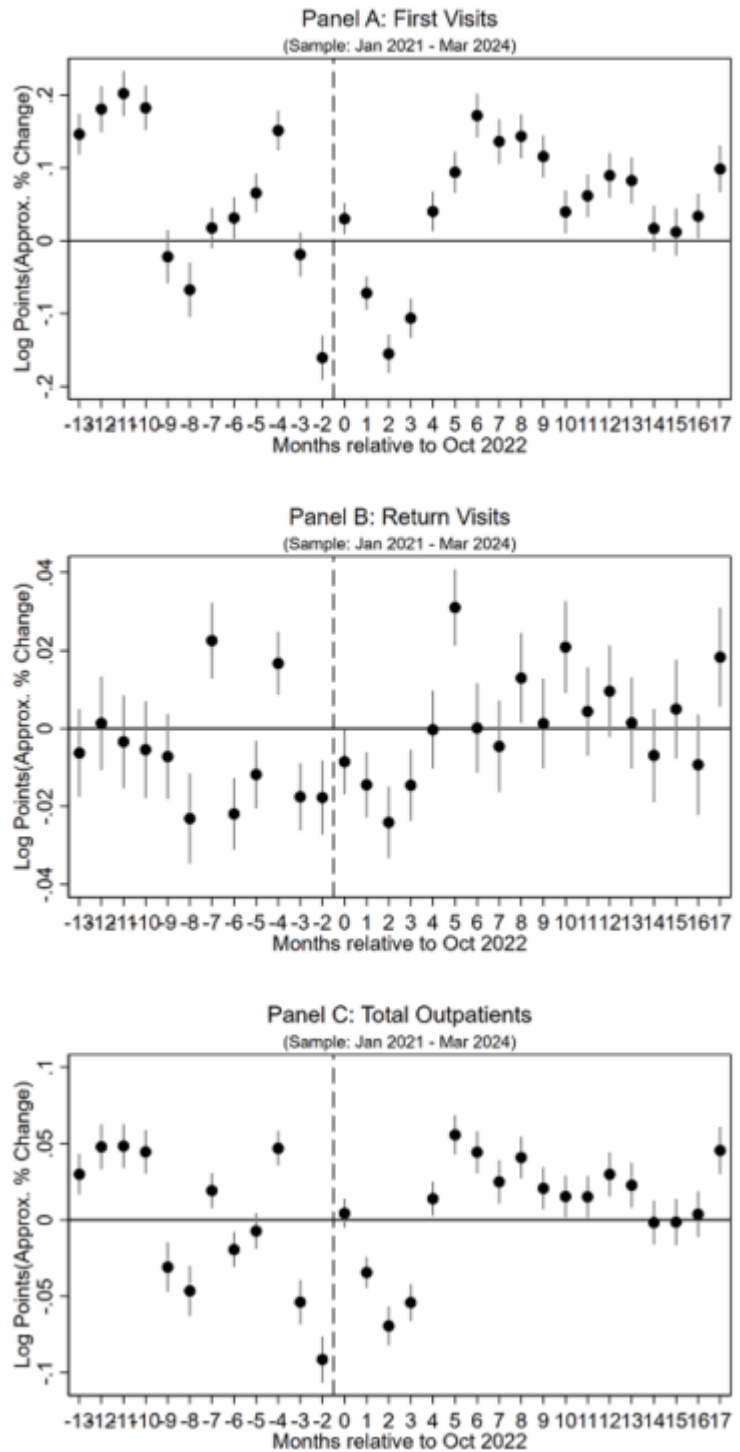 Panel A: First Visits
(Sample: Jan 2021 - Mar 2024)
Log Points(Approx. % Change)
.2
.1
0
-.1
-.2
-13-12-11-10-9 -8 -7 -6 -5 -4 -3 -2 0 1 2 3 4 5 6 7 8 9 10 11 12 13 14 15 16 17
Months relative to Oct 2022
Panel B: Return Visits
(Sample: Jan 2021 - Mar 2024)
Log Points(Approx. % Change)
.04
.02
0
-.02
-.04
-13-12-11-10-9 -8 -7 -6 -5 -4 -3 -2 0 1 2 3 4 5 6 7 8 9 10 11 12 13 14 15 16 17
Months relative to Oct 2022
Panel C: Total Outpatients
(Sample: Jan 2021 - Mar 2024)
Log Points(Approx. % Change)
.1
.05
0
-.05
-.1
-13-12-11-10-9 -8 -7 -6 -5 -4 -3 -2 0 1 2 3 4 5 6 7 8 9 10 11 12 13 14 15 16 17
Months relative to Oct 2022